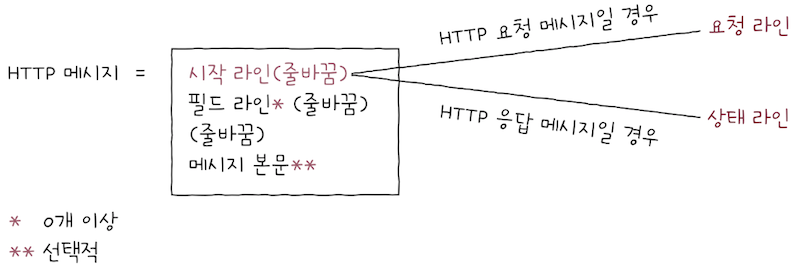 HTTP 요청 메시지일 경우
요청 라인
HTTP 메시지 =
시작 라인(줄바꿈)
필드 라인* (줄바꿈)
(줄바꿈)
메시지 본문**
HTTP 응답 메시지일 경우
상태 라인
* 0개 이상
** 선택적